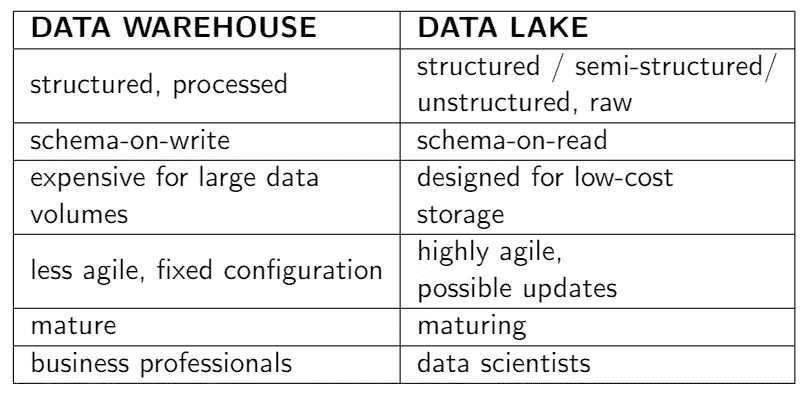 DATA WAREHOUSE
DATA LAKE
structured, processed
structured / semi-structured/
unstructured, raw
schema-on-write
schema-on-read
expensive for large data
volumes
designed for low-cost
storage
less agile, fixed configuration
highly agile,
possible updates
mature
maturing
business professionals
data scientists